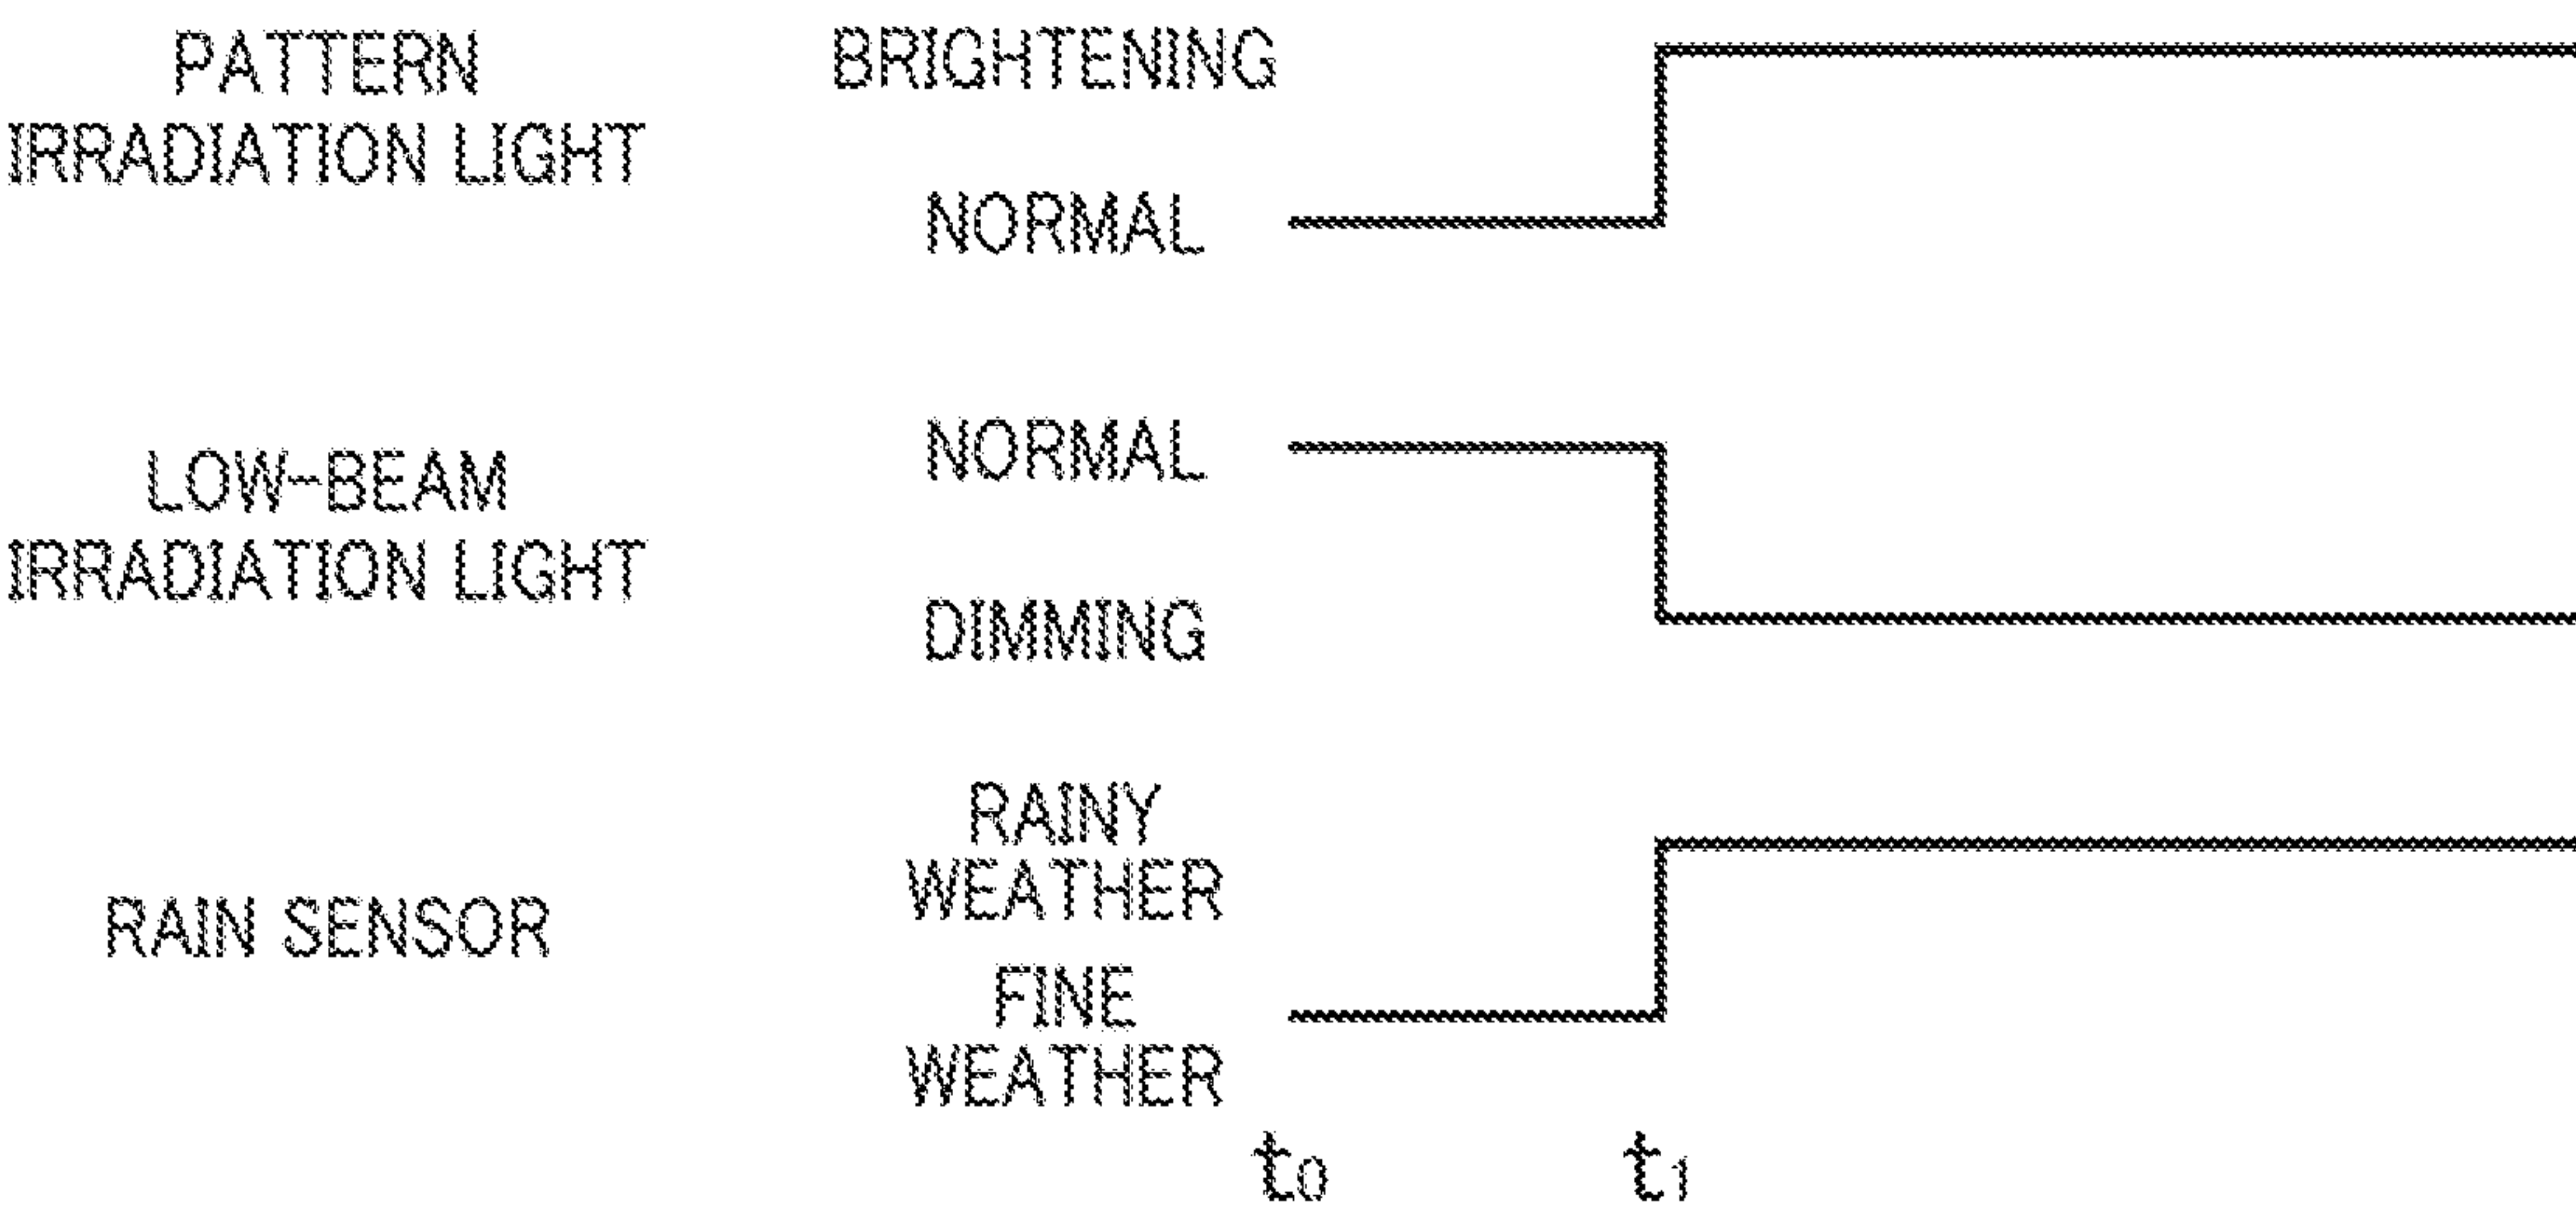 PATTERN
IRRADIATION LIGHT
BRIGHTENING
NORMAL
LOW-BEAM
IRRADIATION LIGHT
NORMAL
DIMMING
RAIN SENSOR
RAINY
WEATHER
FINE
WEATHER
t0
t1